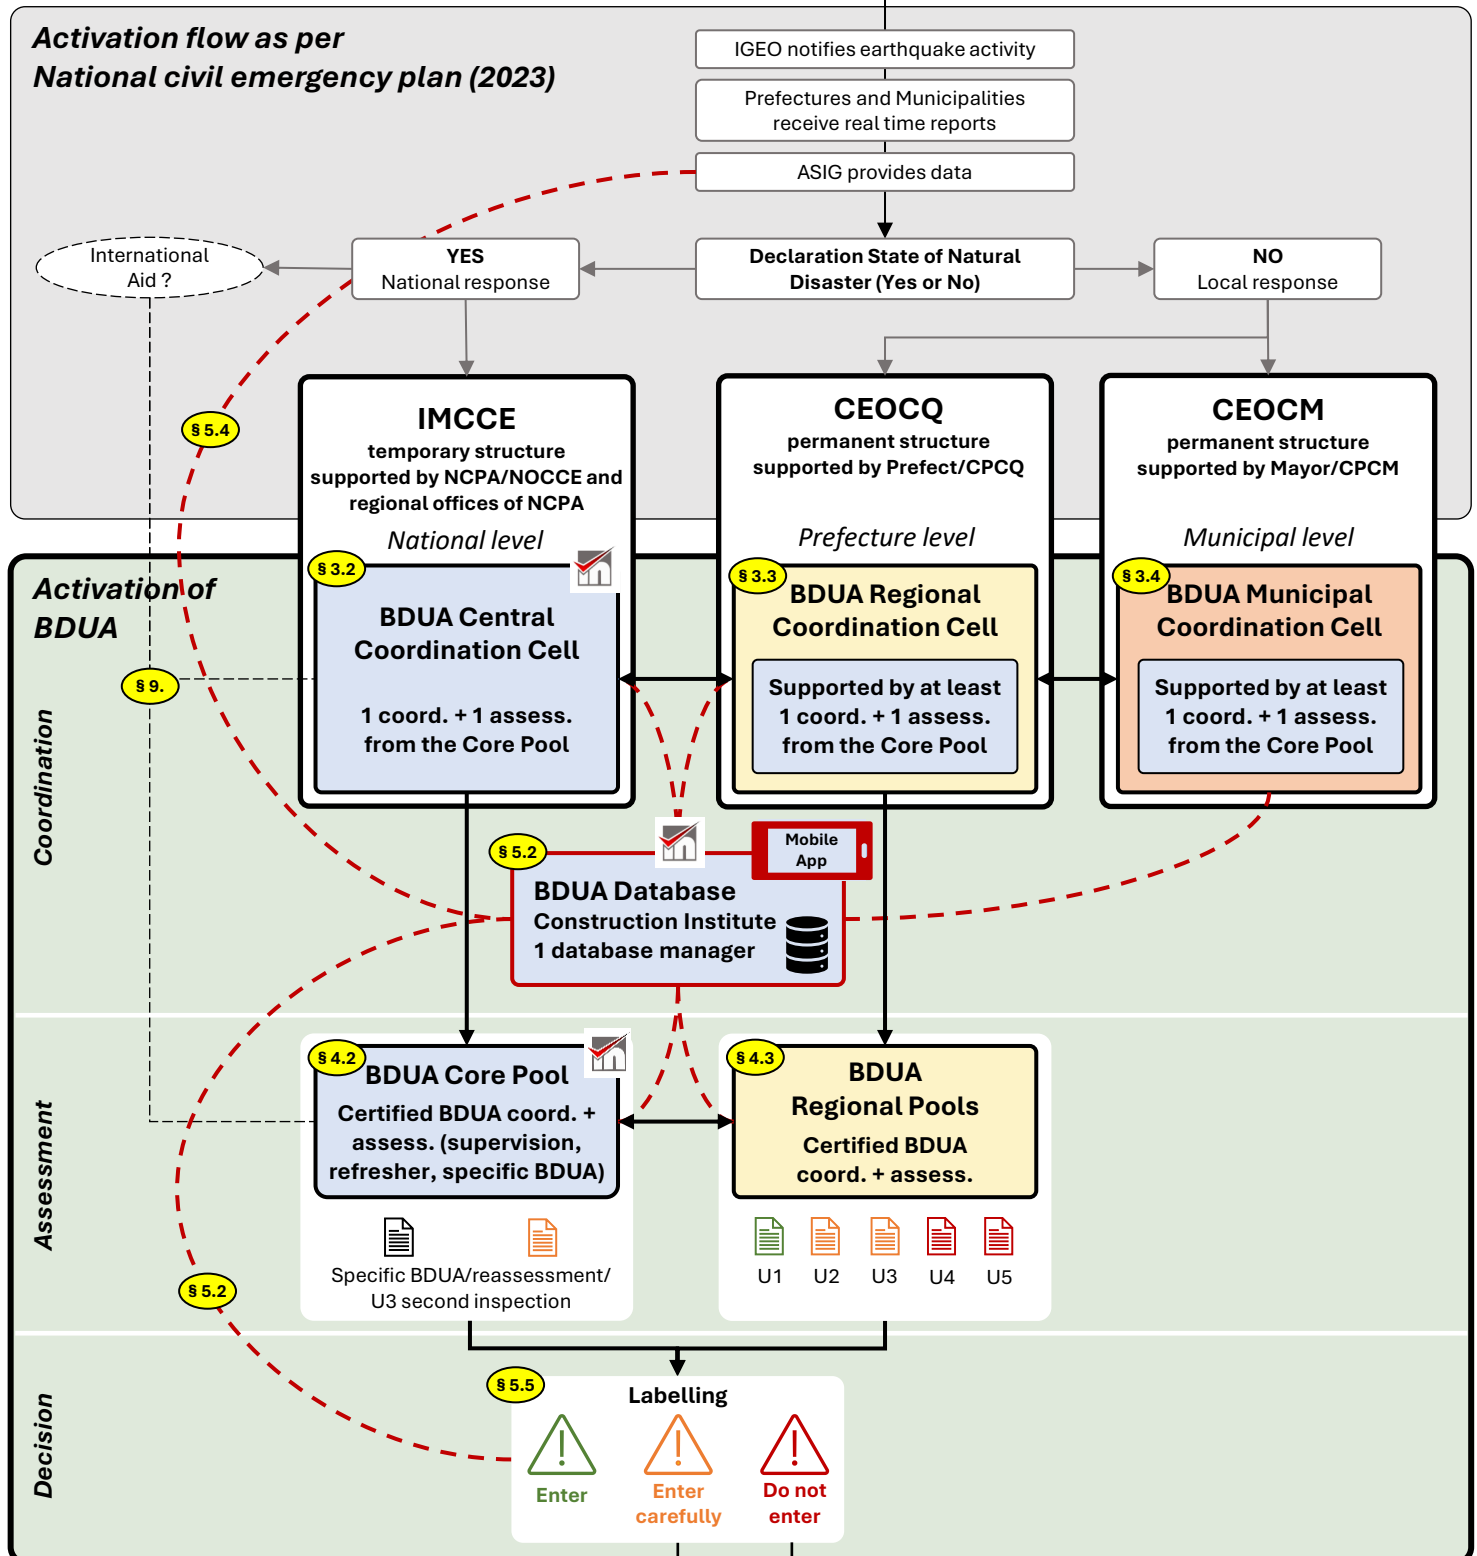 Activation flow as per
National civil emergency plan (2023)
IGEO notifies earthquake activity
Prefectures and Municipalities
receive real time reports
ASIG provides data
International
Aid ?
YES
National response
Declaration State of Natural
Disaster (Yes or No)
NO
Local response
§ 5.4
IMCCE
temporary structure
supported by NCPA/NOCCE and
regional offices of NCPA
National level
CEOCQ
permanent structure
supported by Prefect/CPCQ
Prefecture level
CEOCM
permanent structure
supported by Mayor/CPCM
Municipal level
Activation of
BDUA
Coordination
§ 9.
§ 3.2
BDUA Central
Coordination Cell
1 coord. + 1 assess.
from the Core Pool
§ 3.3
BDUA Regional
Coordination Cell
Supported by at least
1 coord. + 1 assess.
from the Core Pool
§ 3.4
BDUA Municipal
Coordination Cell
Supported by at least
1 coord. + 1 assess.
from the Core Pool
§ 5.2
Mobile
App
BDUA Database
Construction Institute
1 database manager
Assessment
§ 4.2
BDUA Core Pool
Certified BDUA coord. +
assess. (supervision,
refresher, specific BDUA)
Specific BDUA/reassessment/
U3 second inspection
§ 4.3
BDUA
Regional Pools
Certified BDUA
coord. + assess.
U1 U2 U3 U4 U5
§ 5.2
Decision
§ 5.5
Labelling
Enter
Enter
carefully
Do not
enter